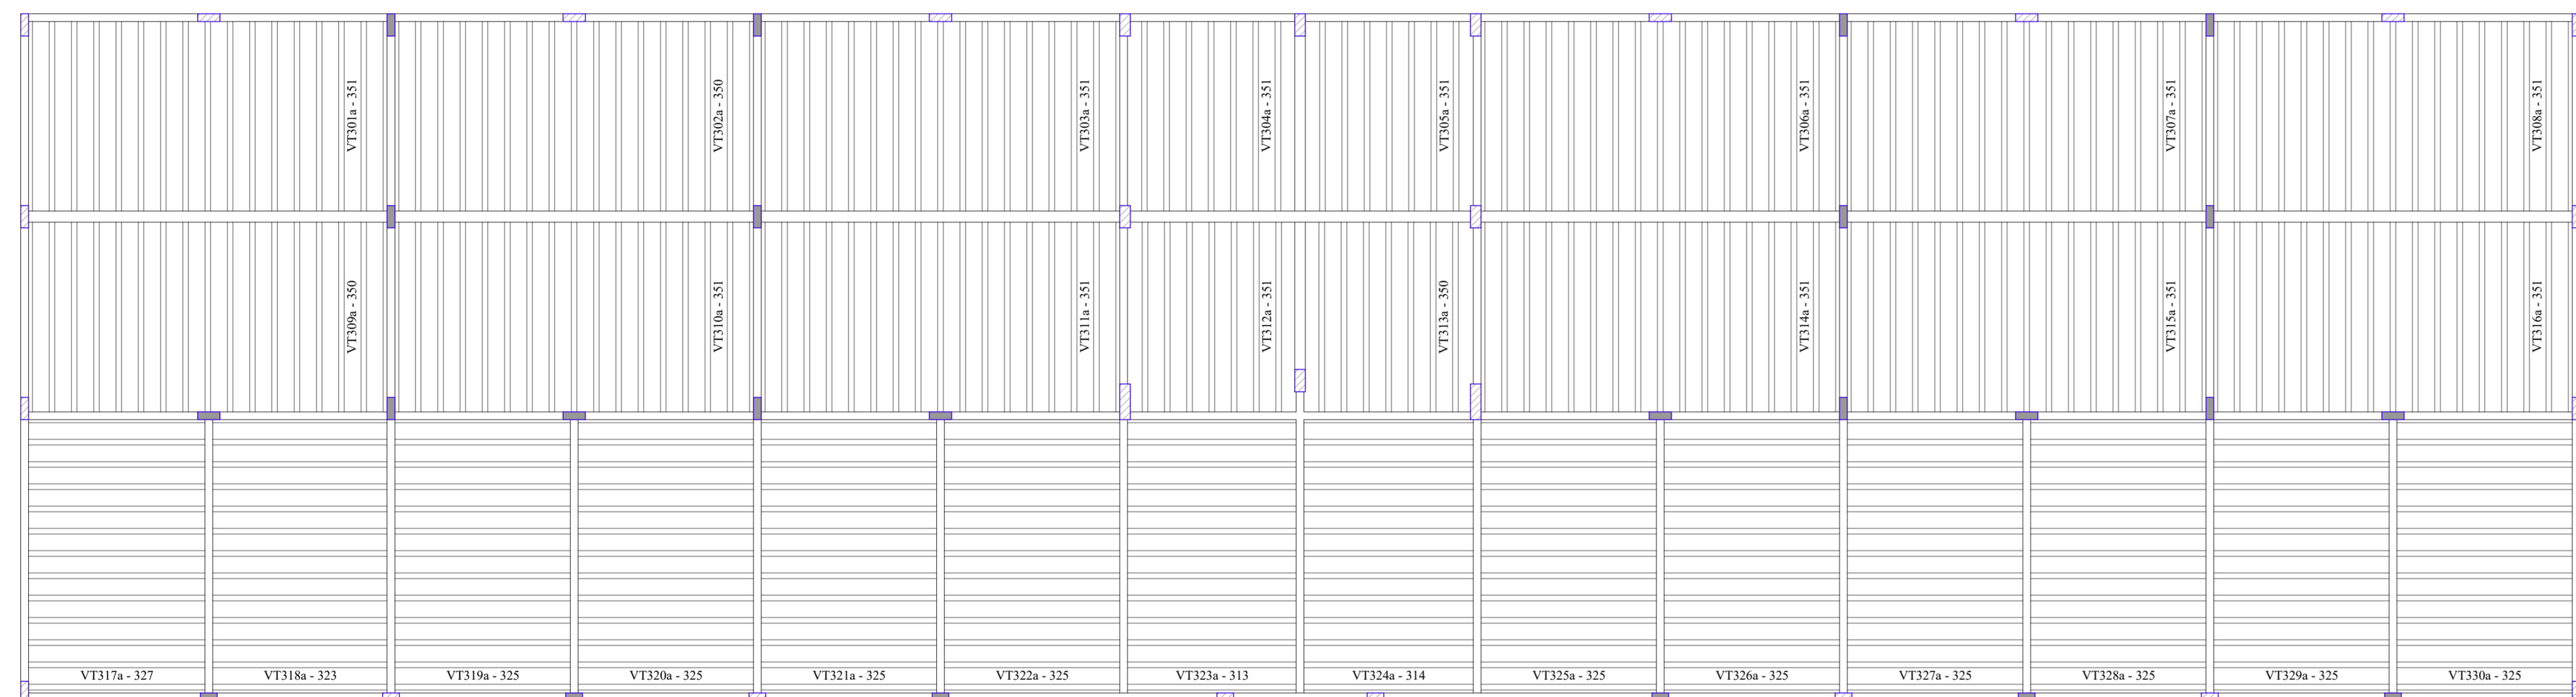 VT301a - 351
VT302a - 350
VT303a - 351
VT304a - 351
VT305a - 351
VT306a - 351
VT307a - 351
VT308a - 351
VT309a - 350
VT310a - 351
VT311a - 351
VT312a - 351
VT313a - 350
VT314a - 351
VT315a - 351
VT316a - 351
VT317a - 327
VT318a - 323
VT319a - 325
VT320a - 325
VT321a - 325
VT322a - 325
VT323a - 313
VT324a - 314
VT325a - 325
VT326a - 325
VT327a - 325
VT328a - 325
VT329a - 325
VT330a - 325